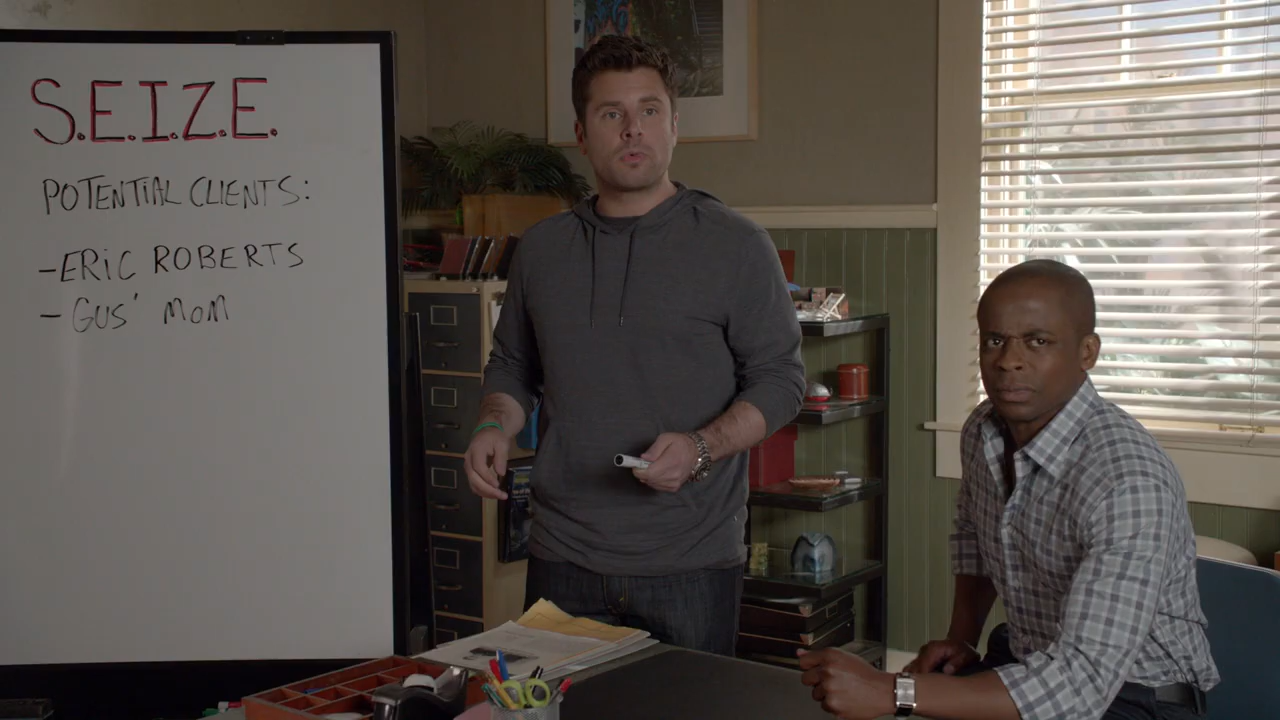 S.E.I.Z.E.
POTENTIAL CLIENTS:
-ERIC ROBERTS
- GUS' MOM